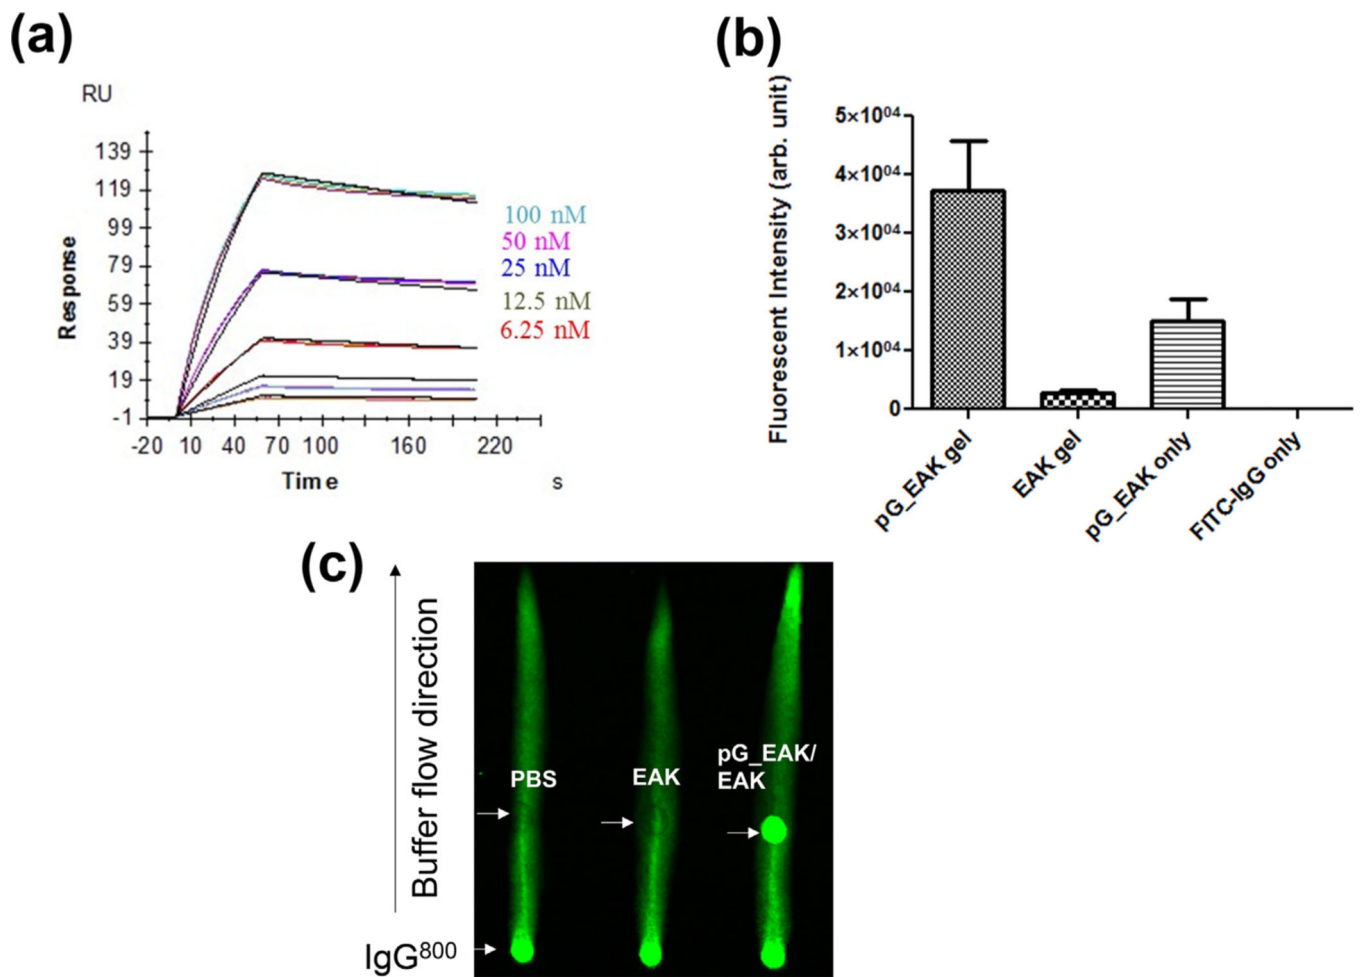 (a)
RU
Response
139
119
99
79
59
39
19
-1
-20 10 40 70 100 160 220
Time s
100 nM
50 nM
25 nM
12.5 nM
6.25 nM
(b)
Fluorescent Intensity (arb. unit)
5×10⁰⁴
4×10⁰⁴
3×10⁰⁴
2×10⁰⁴
1×10⁰⁴
0
pG_EAK gel
EAK gel
pG_EAK only
FITC-IgG only
(c)
Buffer flow direction
PBS
EAK
pG_EAK/
EAK
IgG⁸⁰⁰